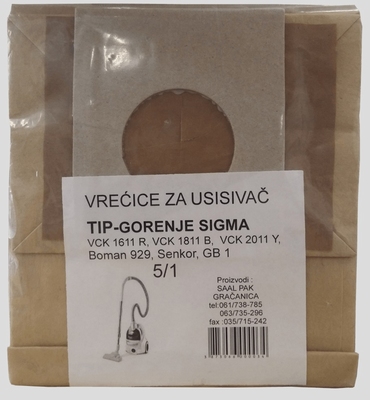 VREĆICE ZA USISIVAČ
TIP-GORENJE SIGMA
VCK 1611 R, VCK 1811 B, VCK 2011 Y,
Boman 929, Senkor, GB 1
5/1
Proizvodi :
SAAL PAK
GRAČANICA
tel:061/738-785
063/735-296
fax :035/715-242